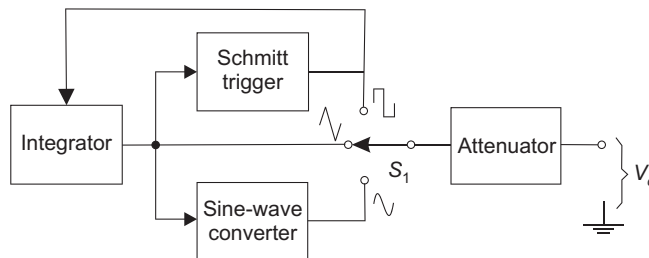 Schmitt
trigger
Integrator
Attenuator
S1
Sine-wave
converter